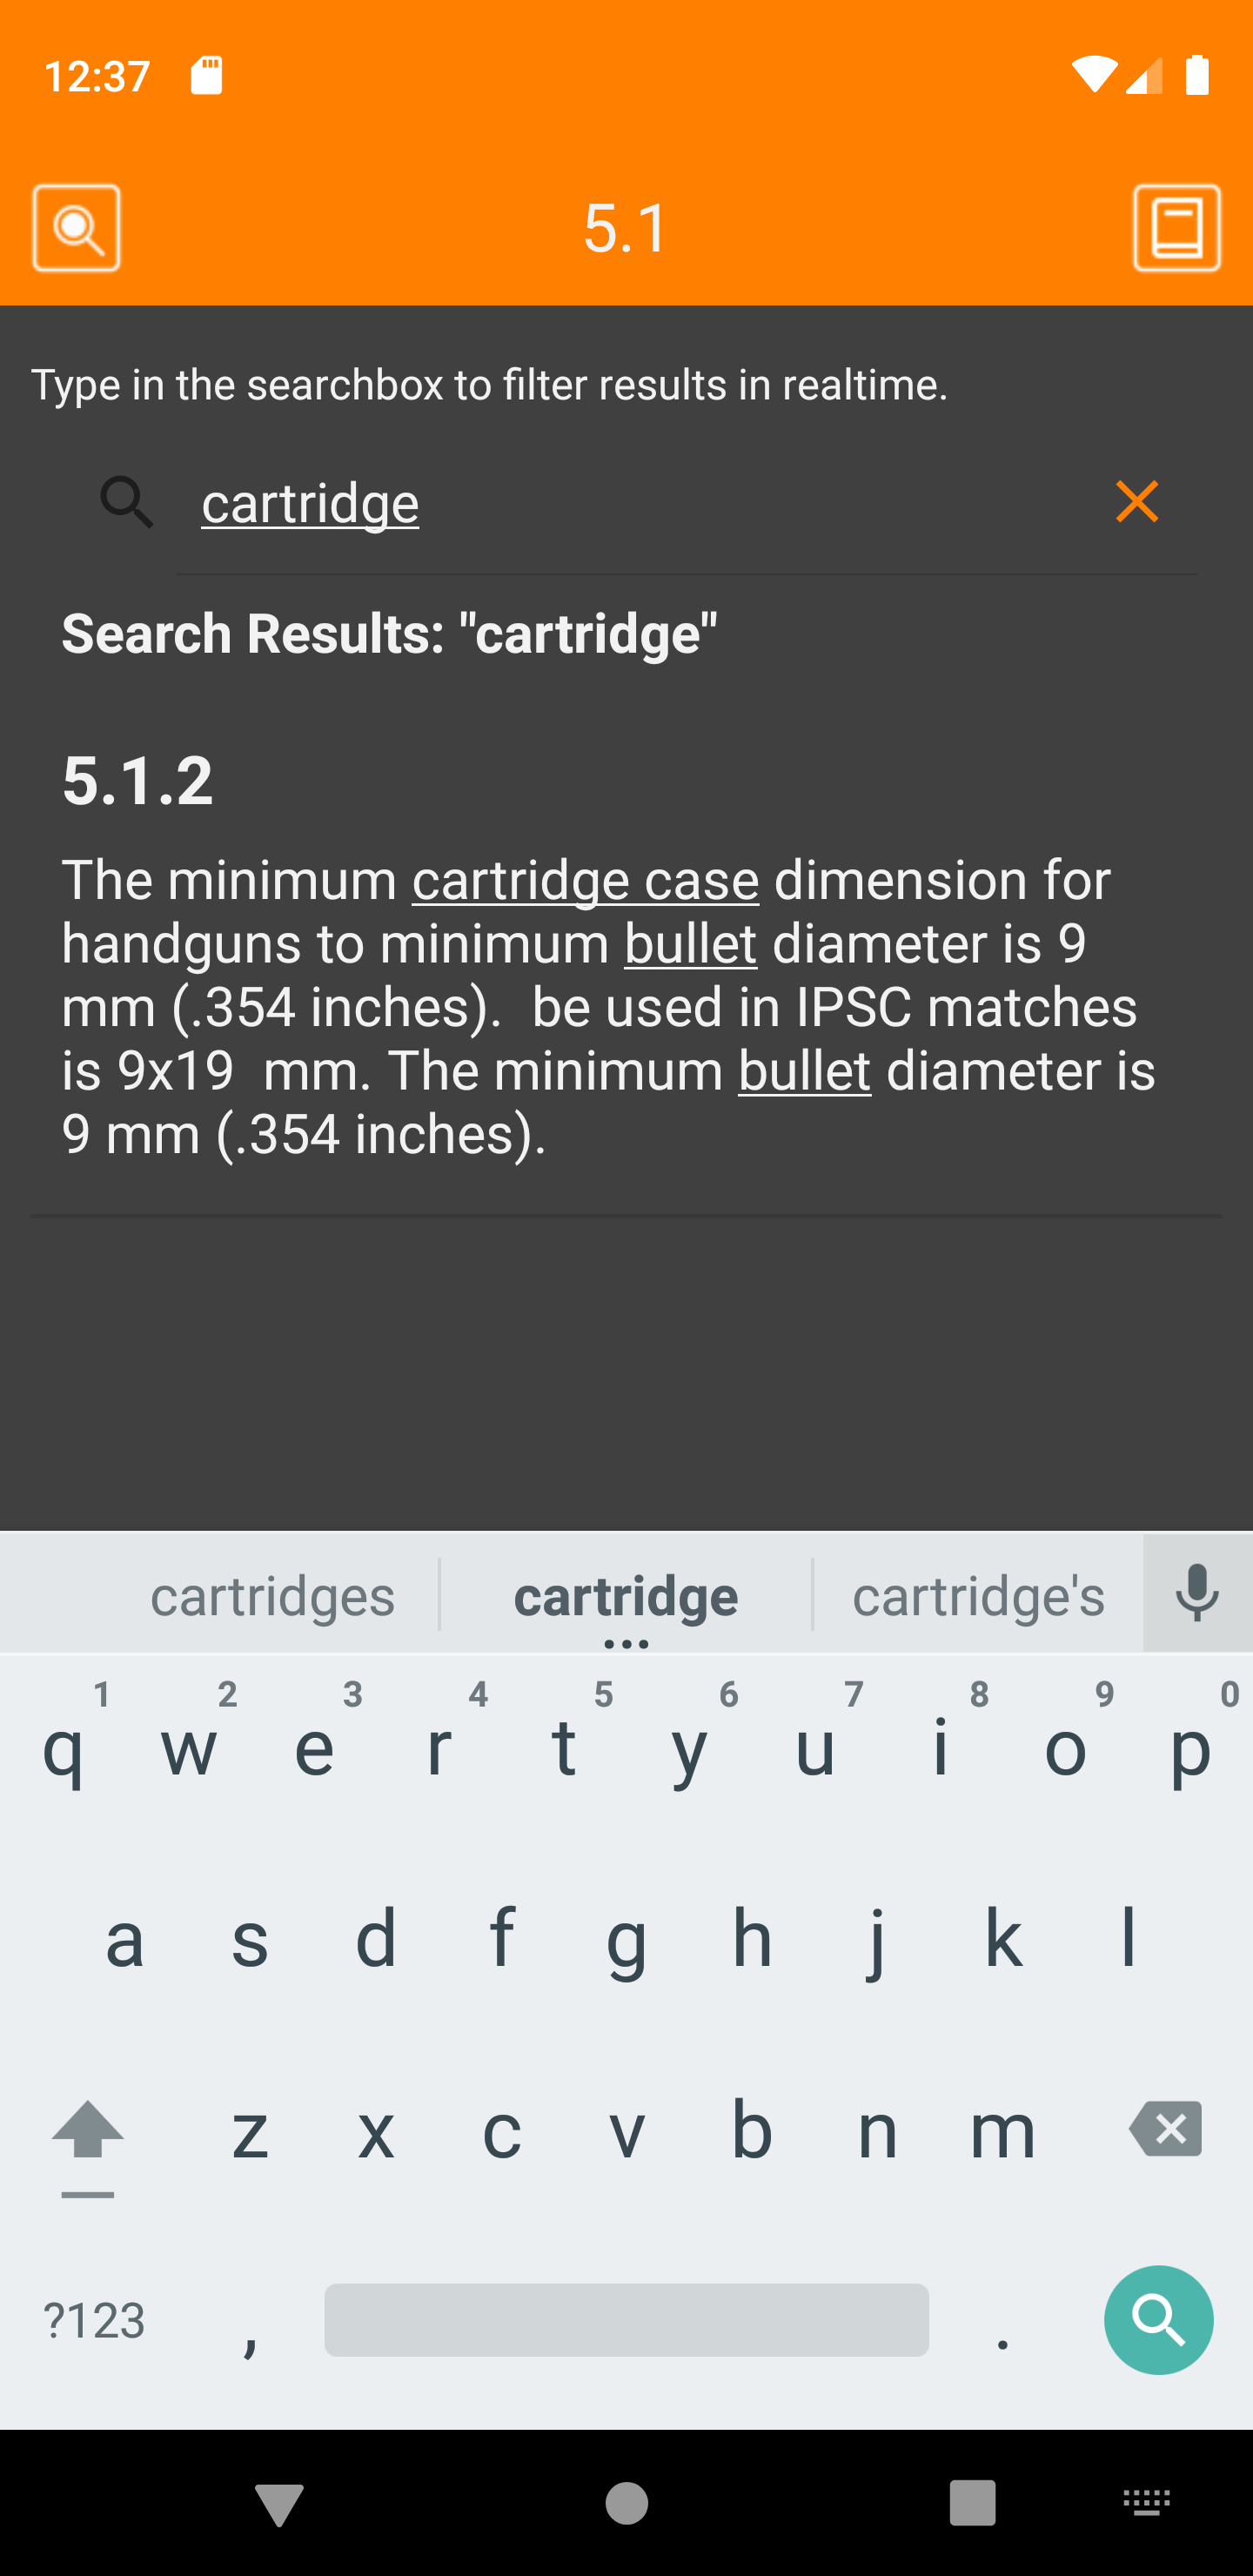 12:37
5.1
Type in the searchbox to filter results in realtime.
cartridge
Search Results: "cartridge"
5.1.2
The minimum cartridge case dimension for
handguns to minimum bullet diameter is 9
mm (.354 inches).  be used in IPSC matches
is 9x19  mm. The minimum bullet diameter is
9 mm (.354 inches).
cartridges cartridge cartridge's
1 2 3 4 5 6 7 8 9 0
q w e r t y u i o p
a s d f g h j k l
z x c v b n m
?123 , .